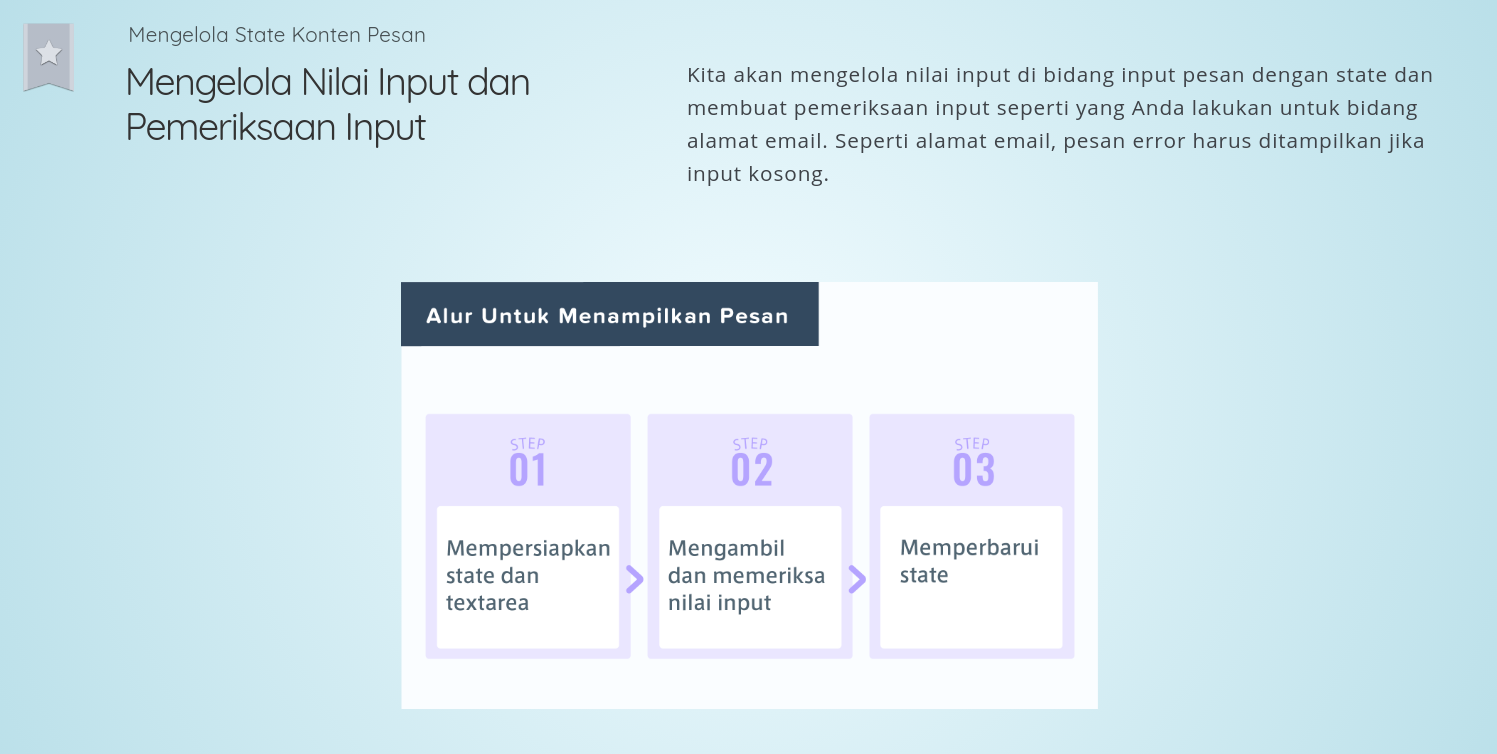 Mengelola State Konten Pesan
Mengelola Nilai Input dan
Pemeriksaan Input
Kita akan mengelola nilai input di bidang input pesan dengan state dan
membuat pemeriksaan input seperti yang Anda lakukan untuk bidang
alamat email. Seperti alamat email, pesan error harus ditampilkan jika
input kosong.
Alur Untuk Menampilkan Pesan
STEP
01
Mempersiapkan
state dan
textarea
STEP
02
Mengambil
dan memeriksa
nilai input
STEP
03
Memperbarui
state